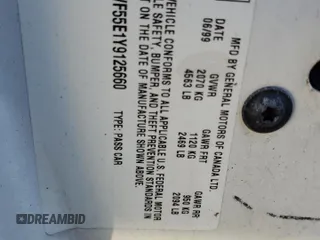 BY GENERAL MOTORS OF CANADA LTD.
06/99
GVWR GAWR FRT GAWR RR
2070 KG 1120 KG 950 KG
4563 LB 2469 LB 2094 LB
VEHICLE CONFORMS TO ALL APPLICABLE U.S. FEDERAL MOTOR
LE SAFETY, BUMPER, AND THEFT PREVENTION STANDARDS IN
T ON THE DATE OF MANUFACTURE SHOWN ABOVE.
TYPE: PASS CAR
VF55E1Y9125660
DREAMBID